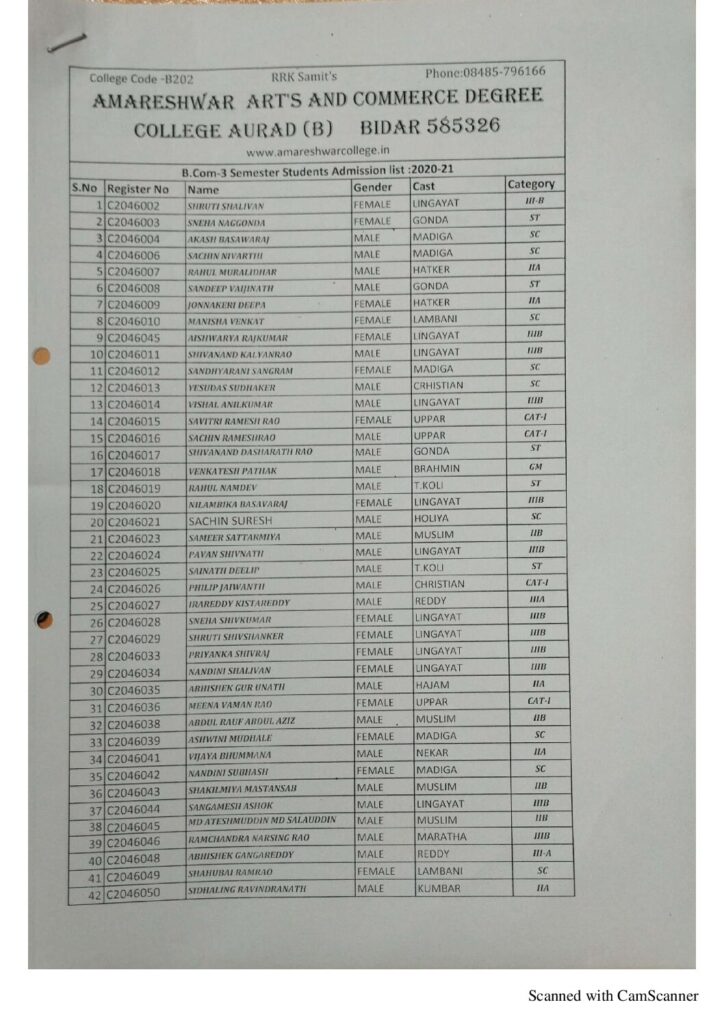 College Code -B202 RRK Samit's Phone:08485-796166
AMARESHWAR ART'S AND COMMERCE DEGREE
COLLEGE AURAD (B) BIDAR 585326
www.amareshwarcollege.in
B.Com-3 Semester Students Admission list :2020-21
S.No Register No Name Gender Cast Category
1 C2046002 SHRUTI SHALIVAN FEMALE LINGAYAT III-B
2 C2046003 SNEHA NAGGONDA FEMALE GONDA ST
3 C2046004 AKASH BASAWARAJ MALE MADIGA SC
4 C2046006 SACHIN NIVARTHI MALE MADIGA SC
5 C2046007 RAHUL MURALIDHAR MALE HATKER IIA
6 C2046008 SANDEEP VAIJINATH MALE GONDA ST
7 C2046009 JONNAKERI DEEPA FEMALE HATKER IIA
8 C2046010 MANISHA VENKAT FEMALE LAMBANI SC
9 C2046045 AISHWARYA RAJKUMAR FEMALE LINGAYAT IIIB
10 C2046011 SHIVANAND KALYANRAO MALE LINGAYAT IIIB
11 C2046012 SANDHYARANI SANGRAM FEMALE MADIGA SC
12 C2046013 YESUDAS SUDHAKER MALE CRHISTIAN SC
13 C2046014 VISHAL ANILKUMAR MALE LINGAYAT IIIB
14 C2046015 SAVITRI RAMESH RAO FEMALE UPPAR CAT-I
15 C2046016 SACHIN RAMESHRAO MALE UPPAR CAT-I
16 C2046017 SHIVANAND DASHARATH RAO MALE GONDA ST
17 C2046018 VENKATESH PATHAK MALE BRAHMIN GM
18 C2046019 RAHUL NAMDEV MALE T.KOLI ST
19 C2046020 NILAMBIKA BASAVARAJ FEMALE LINGAYAT IIIB
20 C2046021 SACHIN SURESH MALE HOLIYA SC
21 C2046023 SAMEER SATTARMIYA MALE MUSLIM IIB
22 C2046024 PAVAN SHIVNATH MALE LINGAYAT IIIB
23 C2046025 SAINATH DEELIP MALE T.KOLI ST
24 C2046026 PHILIP JAIWANTH MALE CHRISTIAN CAT-I
25 C2046027 IRAREDDY KISTAREDDY MALE REDDY IIIA
26 C2046028 SNEHA SHIVKUMAR FEMALE LINGAYAT IIIB
27 C2046029 SHRUTI SHIVSHANKER FEMALE LINGAYAT IIIB
28 C2046033 PRIYANKA SHIVRAJ FEMALE LINGAYAT IIIB
29 C2046034 NANDINI SHALIVAN FEMALE LINGAYAT IIIB
30 C2046035 ABHISHEK GUR UNATH MALE HAJAM IIA
31 C2046036 MEENA VAMAN RAO FEMALE UPPAR CAT-I
32 C2046038 ABDUL RAUF ABDUL AZIZ MALE MUSLIM IIB
33 C2046039 ASHWINI MUDHALE FEMALE MADIGA SC
34 C2046041 VIJAYA BHUMMANA MALE NEKAR IIA
35 C2046042 NANDINI SUBHASH FEMALE MADIGA SC
36 C2046043 SHAKILMIYA MASTANSAB MALE MUSLIM IIB
37 C2046044 SANGAMESH ASHOK MALE LINGAYAT IIIB
38 C2046045 MD ATESHMUDDIN MD SALAUDDIN MALE MUSLIM IIB
39 C2046046 RAMCHANDRA NARSING RAO MALE MARATHA IIIB
40 C2046048 ABHISHEK GANGAREDDY MALE REDDY III-A
41 C2046049 SHAHUBAI RAMRAO FEMALE LAMBANI SC
42 C2046050 SIDHALING RAVINDRANATH MALE KUMBAR IIA
Scanned with CamScanner